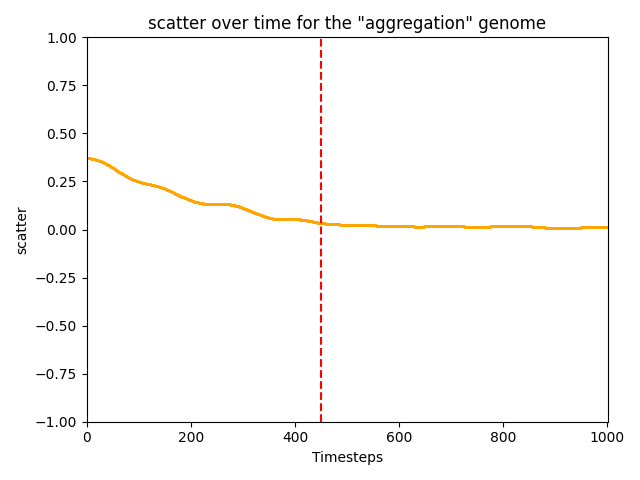 scatter over time for the "aggregation" genome
1.00
0.75
0.50
0.25
0.00
−0.25
−0.50
−0.75
−1.00
scatter
0 200 400 600 800 1000
Timesteps